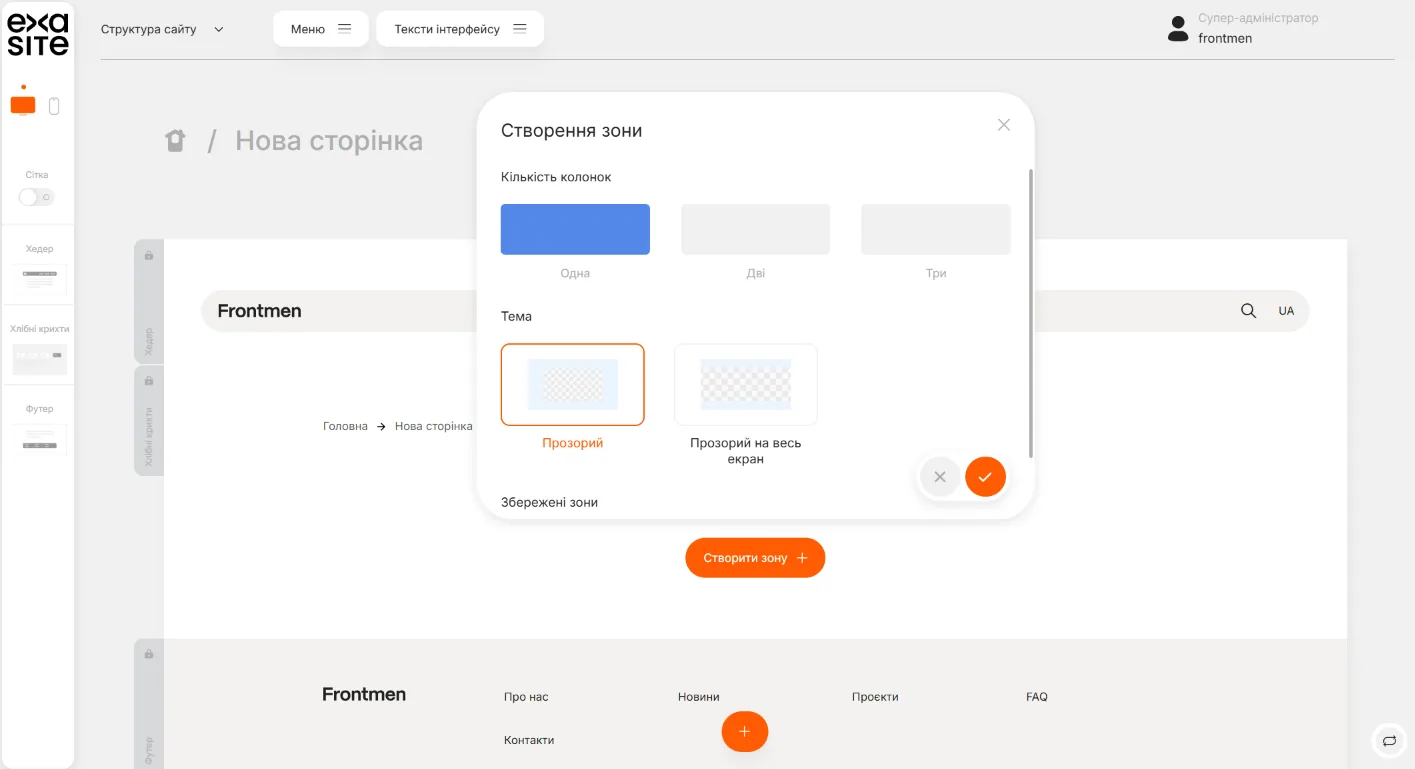 exa
SITE
Структура сайту
Меню
Тексти інтерфейсу
Супер-адміністратор
frontmen
/ Нова сторінка
Сітка
Хедер
Хлібні крихти
Футер
Створення зони
Кількість колонок
Одна
Дві
Три
Тема
Прозорий
Прозорий на весь
екран
Збережені зони
Хедер
Frontmen
UA
Хлібні крихти
Головна → Нова сторінка
Створити зону +
Футер
Frontmen
Про нас
Новини
Проєкти
FAQ
Контакти
+